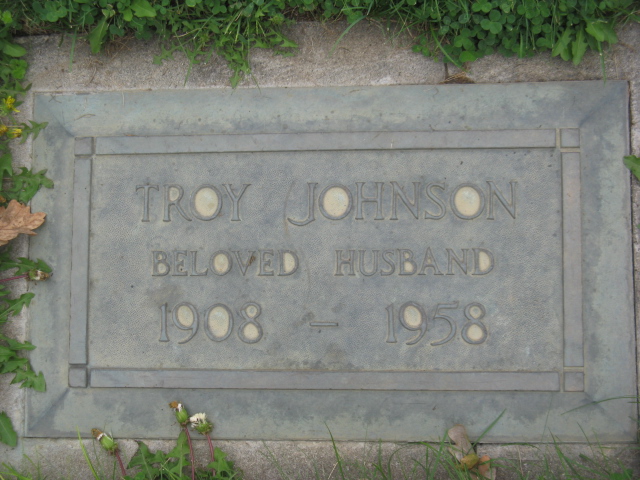 TROY JOHNSON
BELOVED HUSBAND
1908 – 1958